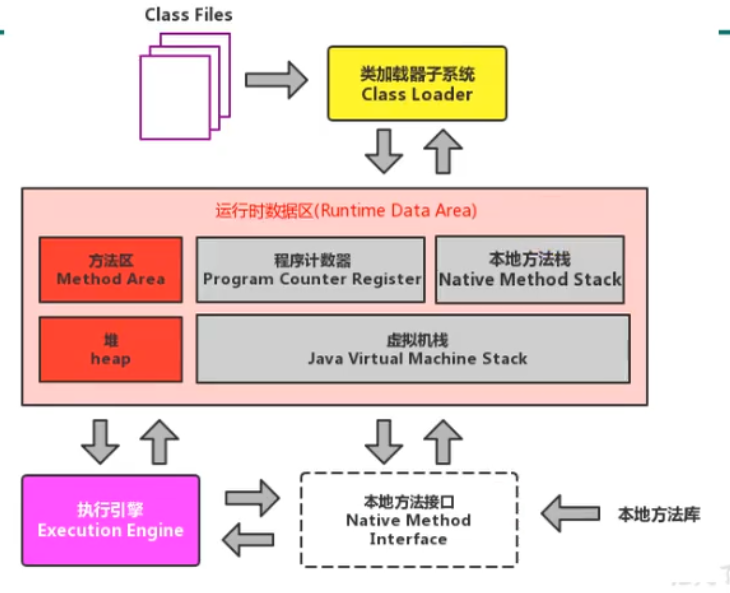 Class Files
类加载器子系统
Class Loader
运行时数据区(Runtime Data Area)
方法区
Method Area
程序计数器
Program Counter Register
本地方法栈
Native Method Stack
堆
heap
虚拟机栈
Java Virtual Machine Stack
执行引擎
Execution Engine
本地方法接口
Native Method
Interface
本地方法库